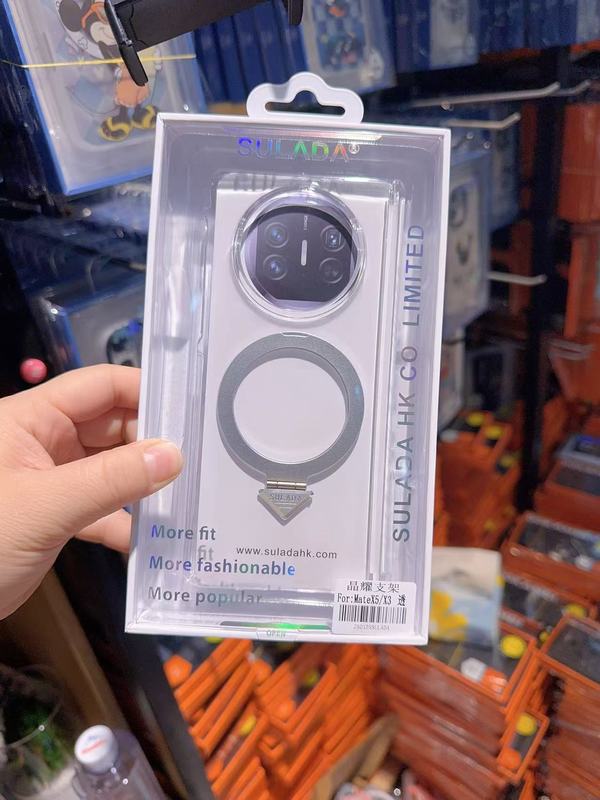 SULADA®
SULADA HK CO LIMITED
SULADA
More fit
www.suladahk.com
More fashionable
More popular
晶耀支架
For:MateX5/X3 透
OPEN